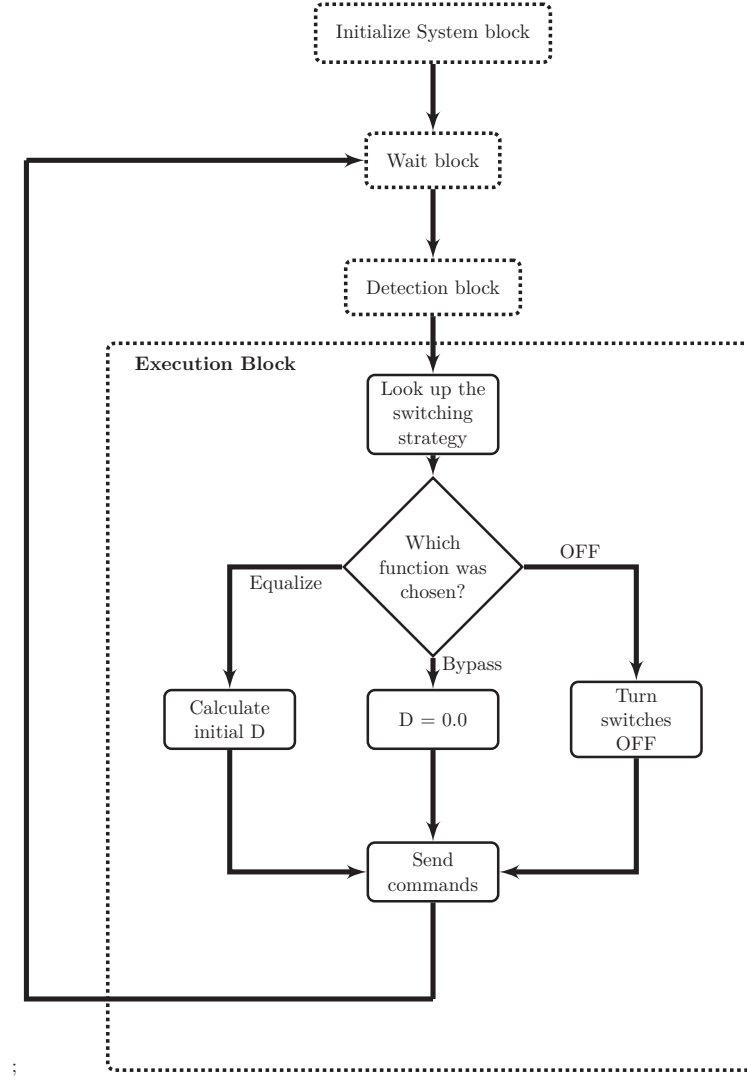 Initialize System block
Wait block
Detection block
Execution Block
Look up the
switching
strategy
Which
function was
chosen?
Equalize
OFF
Bypass
Calculate
initial D
D = 0.0
Turn
switches
OFF
Send
commands
;